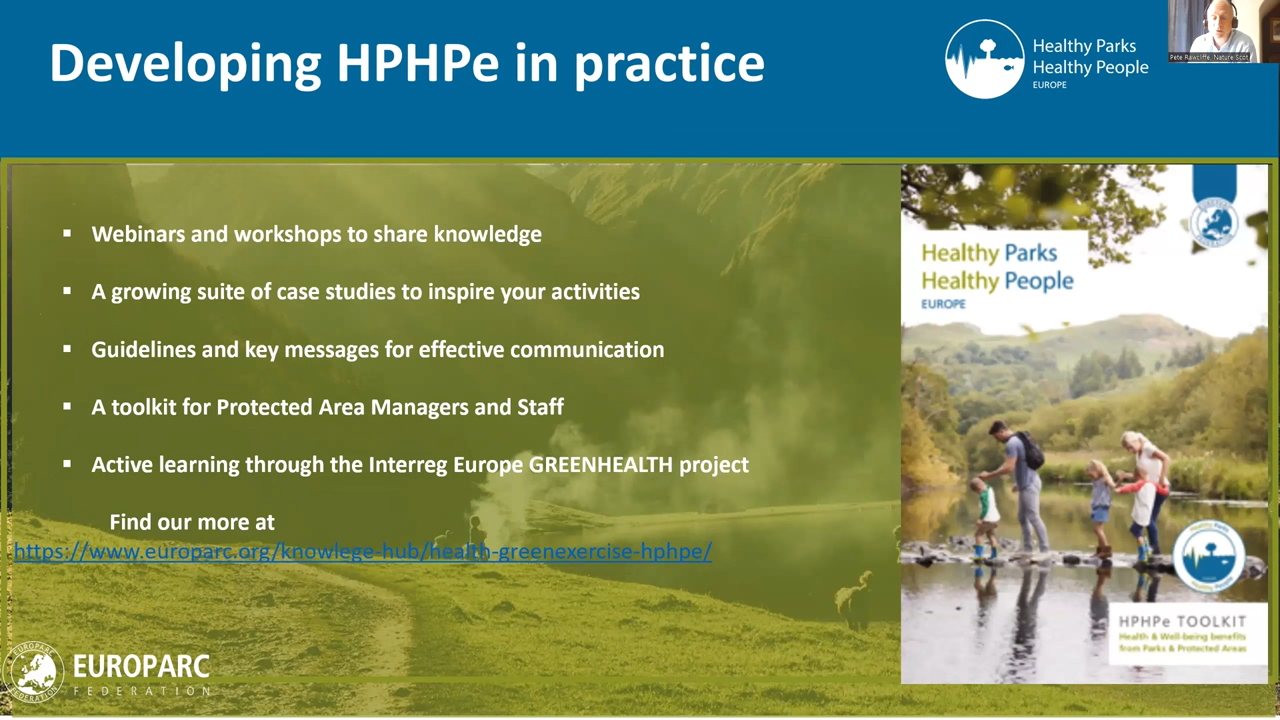 Developing HPHPe in practice
Healthy Parks
Healthy People
EUROPE
Pete Rawcliffe, Nature Scot
▪ Webinars and workshops to share knowledge
▪ A growing suite of case studies to inspire your activities
▪ Guidelines and key messages for effective communication
▪ A toolkit for Protected Area Managers and Staff
▪ Active learning through the Interreg Europe GREENHEALTH project
Find our more at
https://www.europarc.org/knowlege-hub/health-greenexercise-hphpe/
Healthy Parks
Healthy People
EUROPE
HPHPe TOOLKIT
Health & Well-being benefits
from Parks & Protected Areas
EUROPARC
FEDERATION